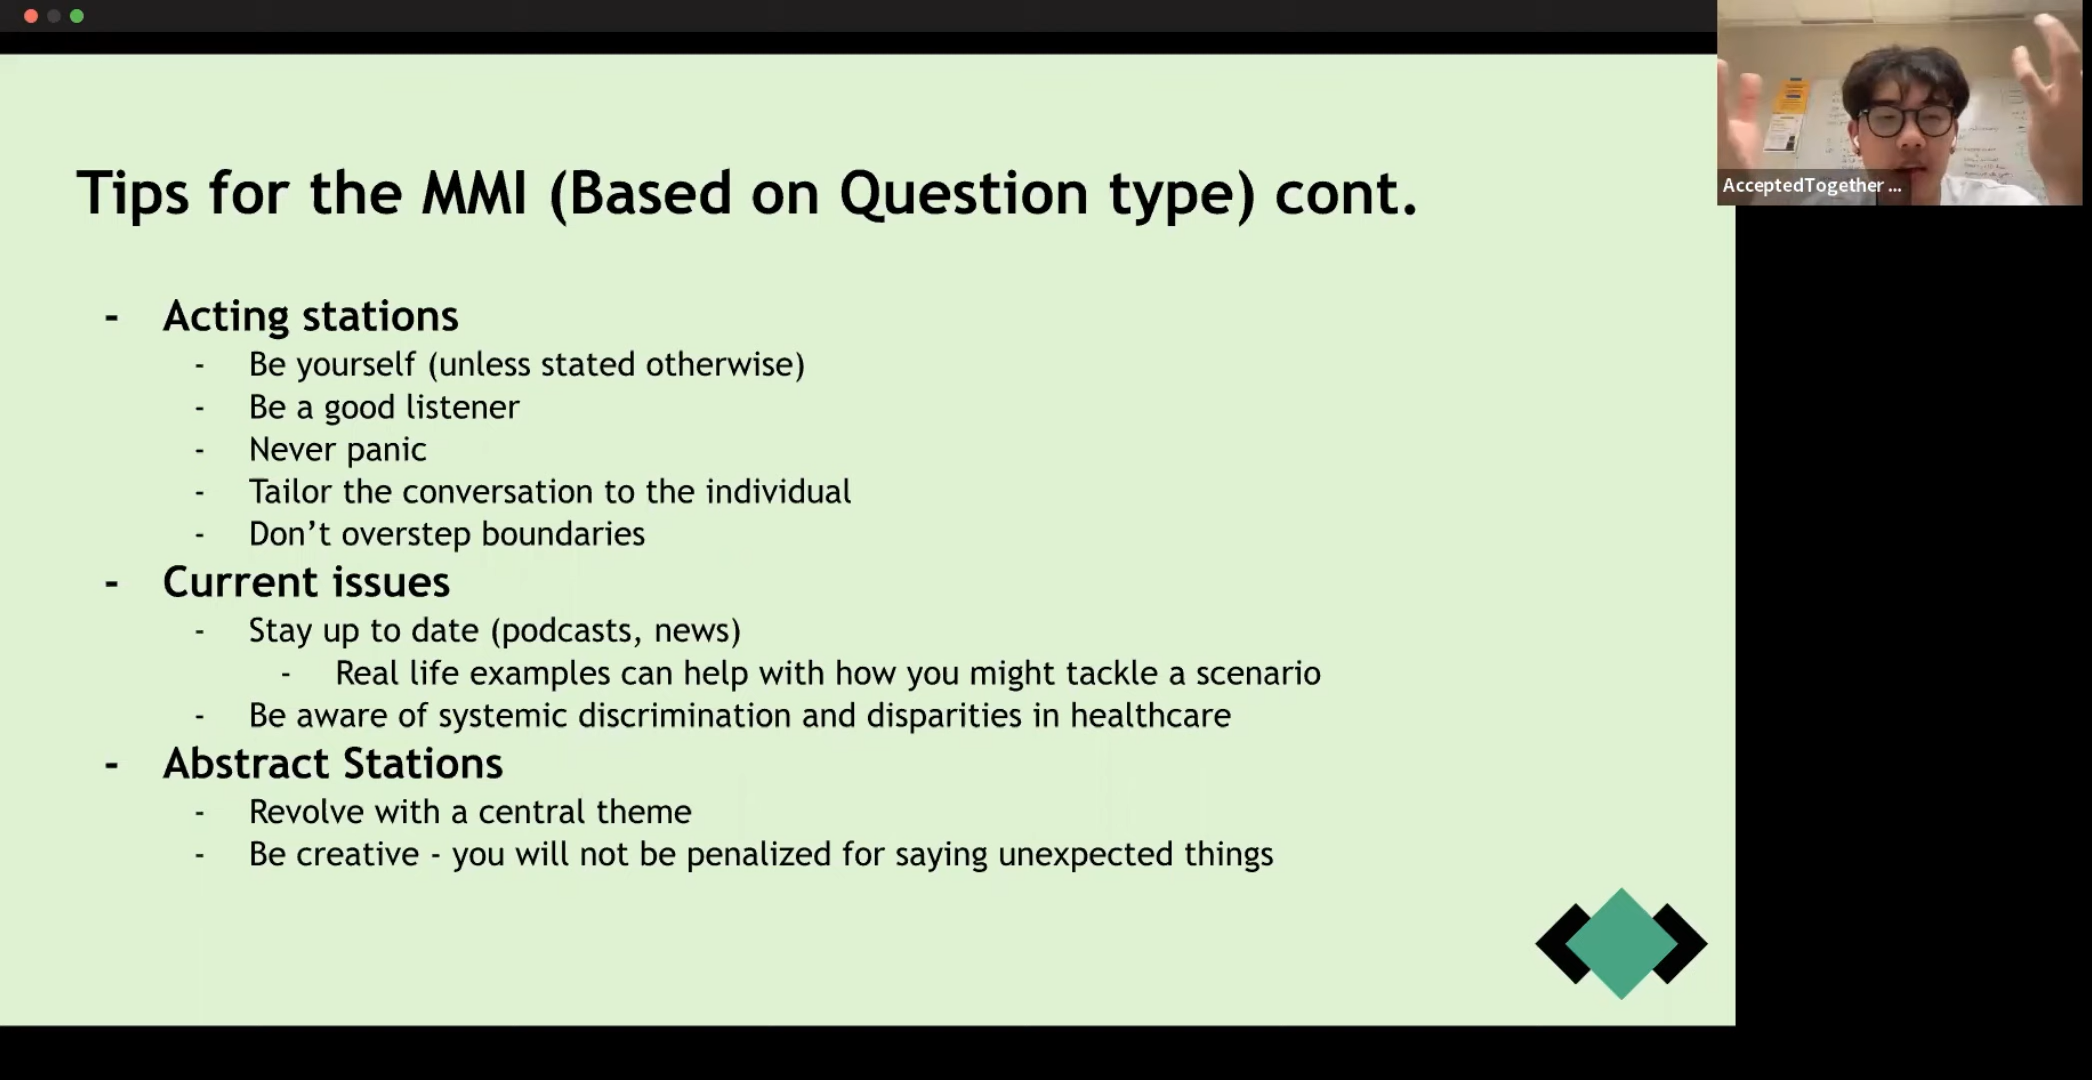 Tips for the MMI (Based on Question type) cont.
- Acting stations
- Be yourself (unless stated otherwise)
- Be a good listener
- Never panic
- Tailor the conversation to the individual
- Don’t overstep boundaries
- Current issues
- Stay up to date (podcasts, news)
- Real life examples can help with how you might tackle a scenario
- Be aware of systemic discrimination and disparities in healthcare
- Abstract Stations
- Revolve with a central theme
- Be creative - you will not be penalized for saying unexpected things
AcceptedTogether ...